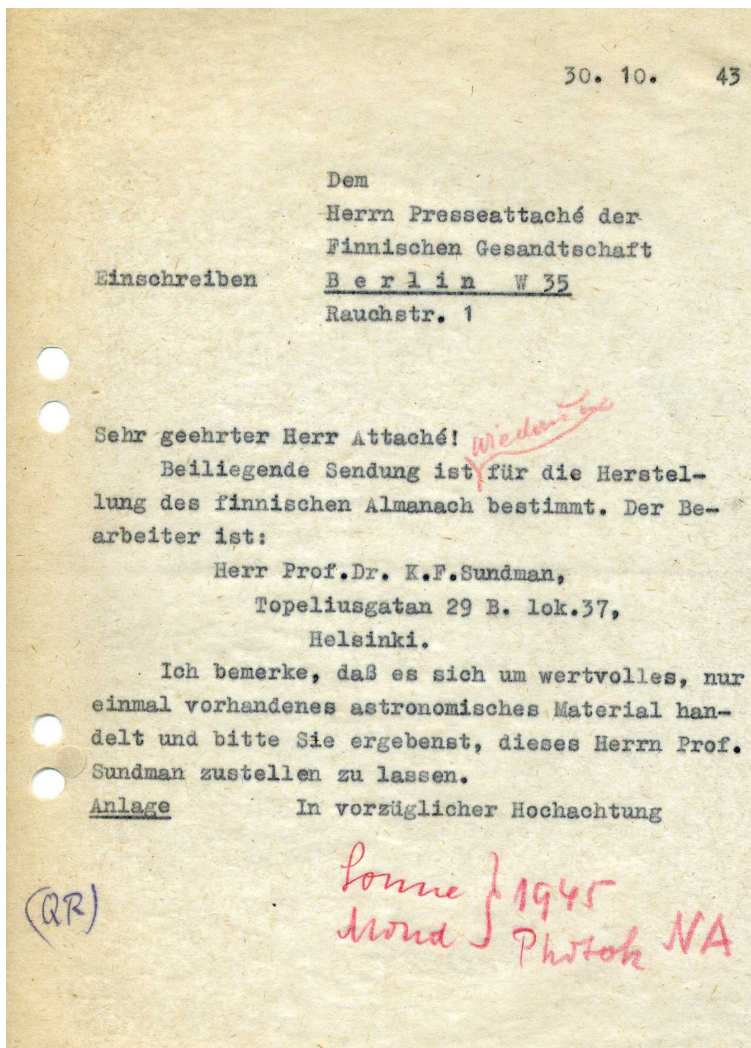 30. 10. 43
Dem
Herrn Presseattaché der
Finnischen Gesandtschaft
Einschreiben B e r l i n W 35
Rauchstr. 1
Sehr geehrter Herr Attaché!
Beiliegende Sendung ist für die Herstel-
lung des finnischen Almanach bestimmt. Der Be-
arbeiter ist:
Herr Prof.Dr. K.F.Sundman,
Topeliusgatan 29 B. lok.37,
Helsinki.
Ich bemerke, daß es sich um wertvolles, nur
einmal vorhandenes astronomisches Material han-
delt und bitte Sie ergebenst, dieses Herrn Prof.
Sundman zustellen zu lassen.
Anlage In vorzüglicher Hochachtung
Sonne } 1945
Mond Photok NA
(QR)